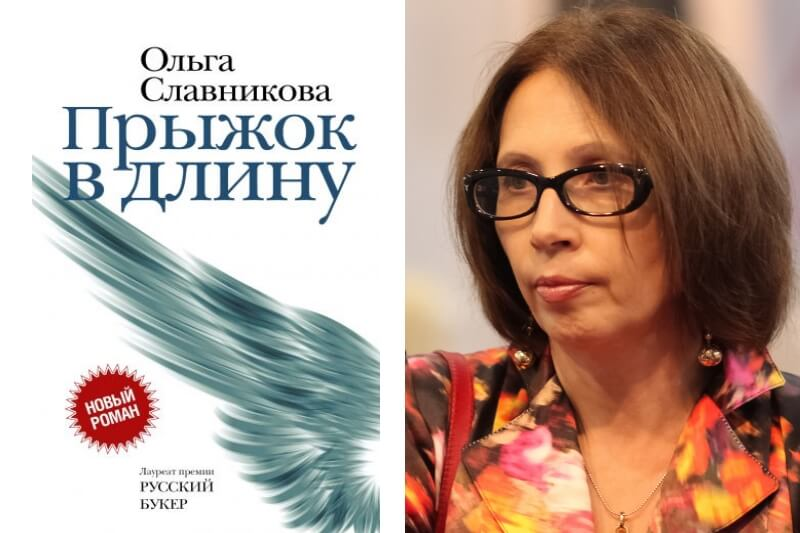 Ольга
Славникова
Прыжок
в длину
НОВЫЙ
РОМАН
Лауреат премии
РУССКИЙ
БУКЕР